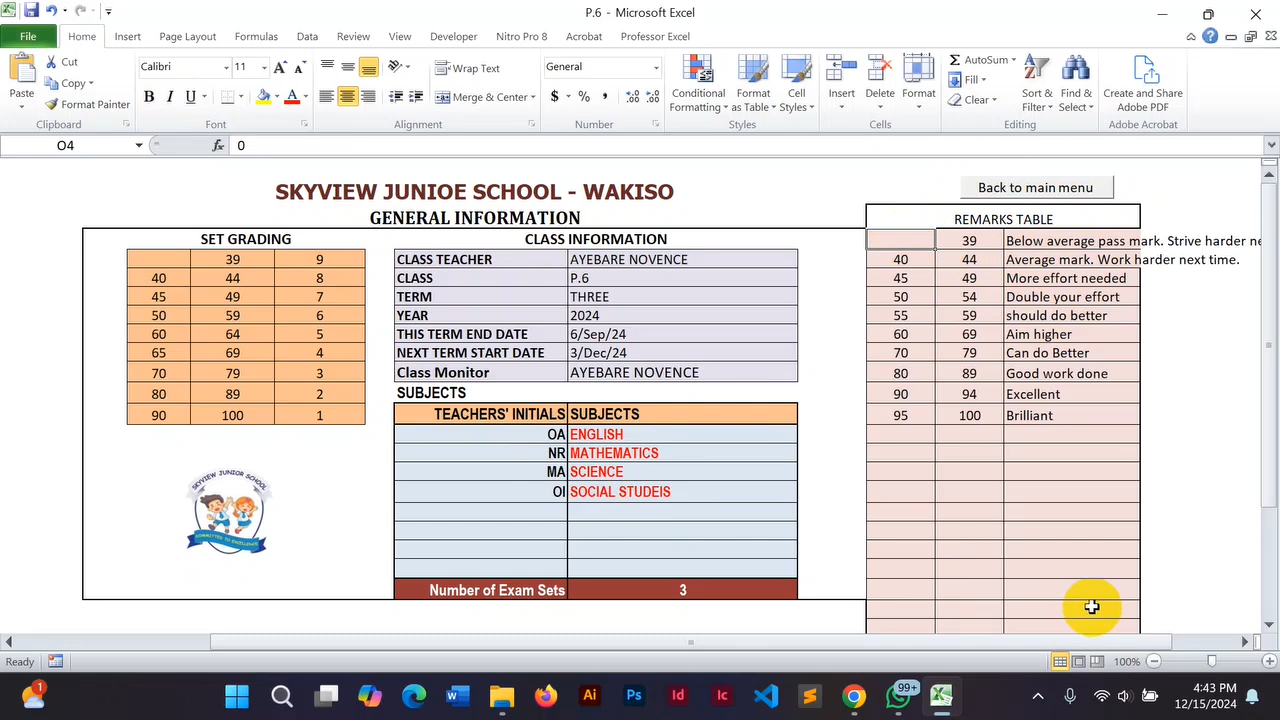 P.6 - Microsoft Excel
File Home Insert Page Layout Formulas Data Review View Developer Nitro Pro 8 Acrobat Professor Excel
Paste Cut Copy Format Painter Clipboard
Calibri 11 B I U A A A Font
Wrap Text Merge & Center Alignment
General $ % , Number
Conditional Formatting Format as Table Cell Styles Styles
Insert Delete Format Cells
AutoSum Fill Clear Sort & Filter Find & Select Editing
Create and Share Adobe PDF Adobe Acrobat
O4 fx 0
SKYVIEW JUNIOE SCHOOL - WAKISO
Back to main menu
GENERAL INFORMATION
SET GRADING
39 9
40 44 8
45 49 7
50 59 6
60 64 5
65 69 4
70 79 3
80 89 2
90 100 1
SKYVIEW JUNIOR SCHOOL
COMMITTED TO EXCELLENCE
CLASS INFORMATION
CLASS TEACHER AYEBARE NOVENCE
CLASS P.6
TERM THREE
YEAR 2024
THIS TERM END DATE 6/Sep/24
NEXT TERM START DATE 3/Dec/24
Class Monitor AYEBARE NOVENCE
SUBJECTS
TEACHERS' INITIALS SUBJECTS
OA ENGLISH
NR MATHEMATICS
MA SCIENCE
OI SOCIAL STUDEIS
Number of Exam Sets 3
REMARKS TABLE
39 Below average pass mark. Strive harder ne
40 44 Average mark. Work harder next time.
45 49 More effort needed
50 54 Double your effort
55 59 should do better
60 69 Aim higher
70 79 Can do Better
80 89 Good work done
90 94 Excellent
95 100 Brilliant
Ready 100%
1 W Ai Ps Id Ic 99+ 4:43 PM
12/15/2024